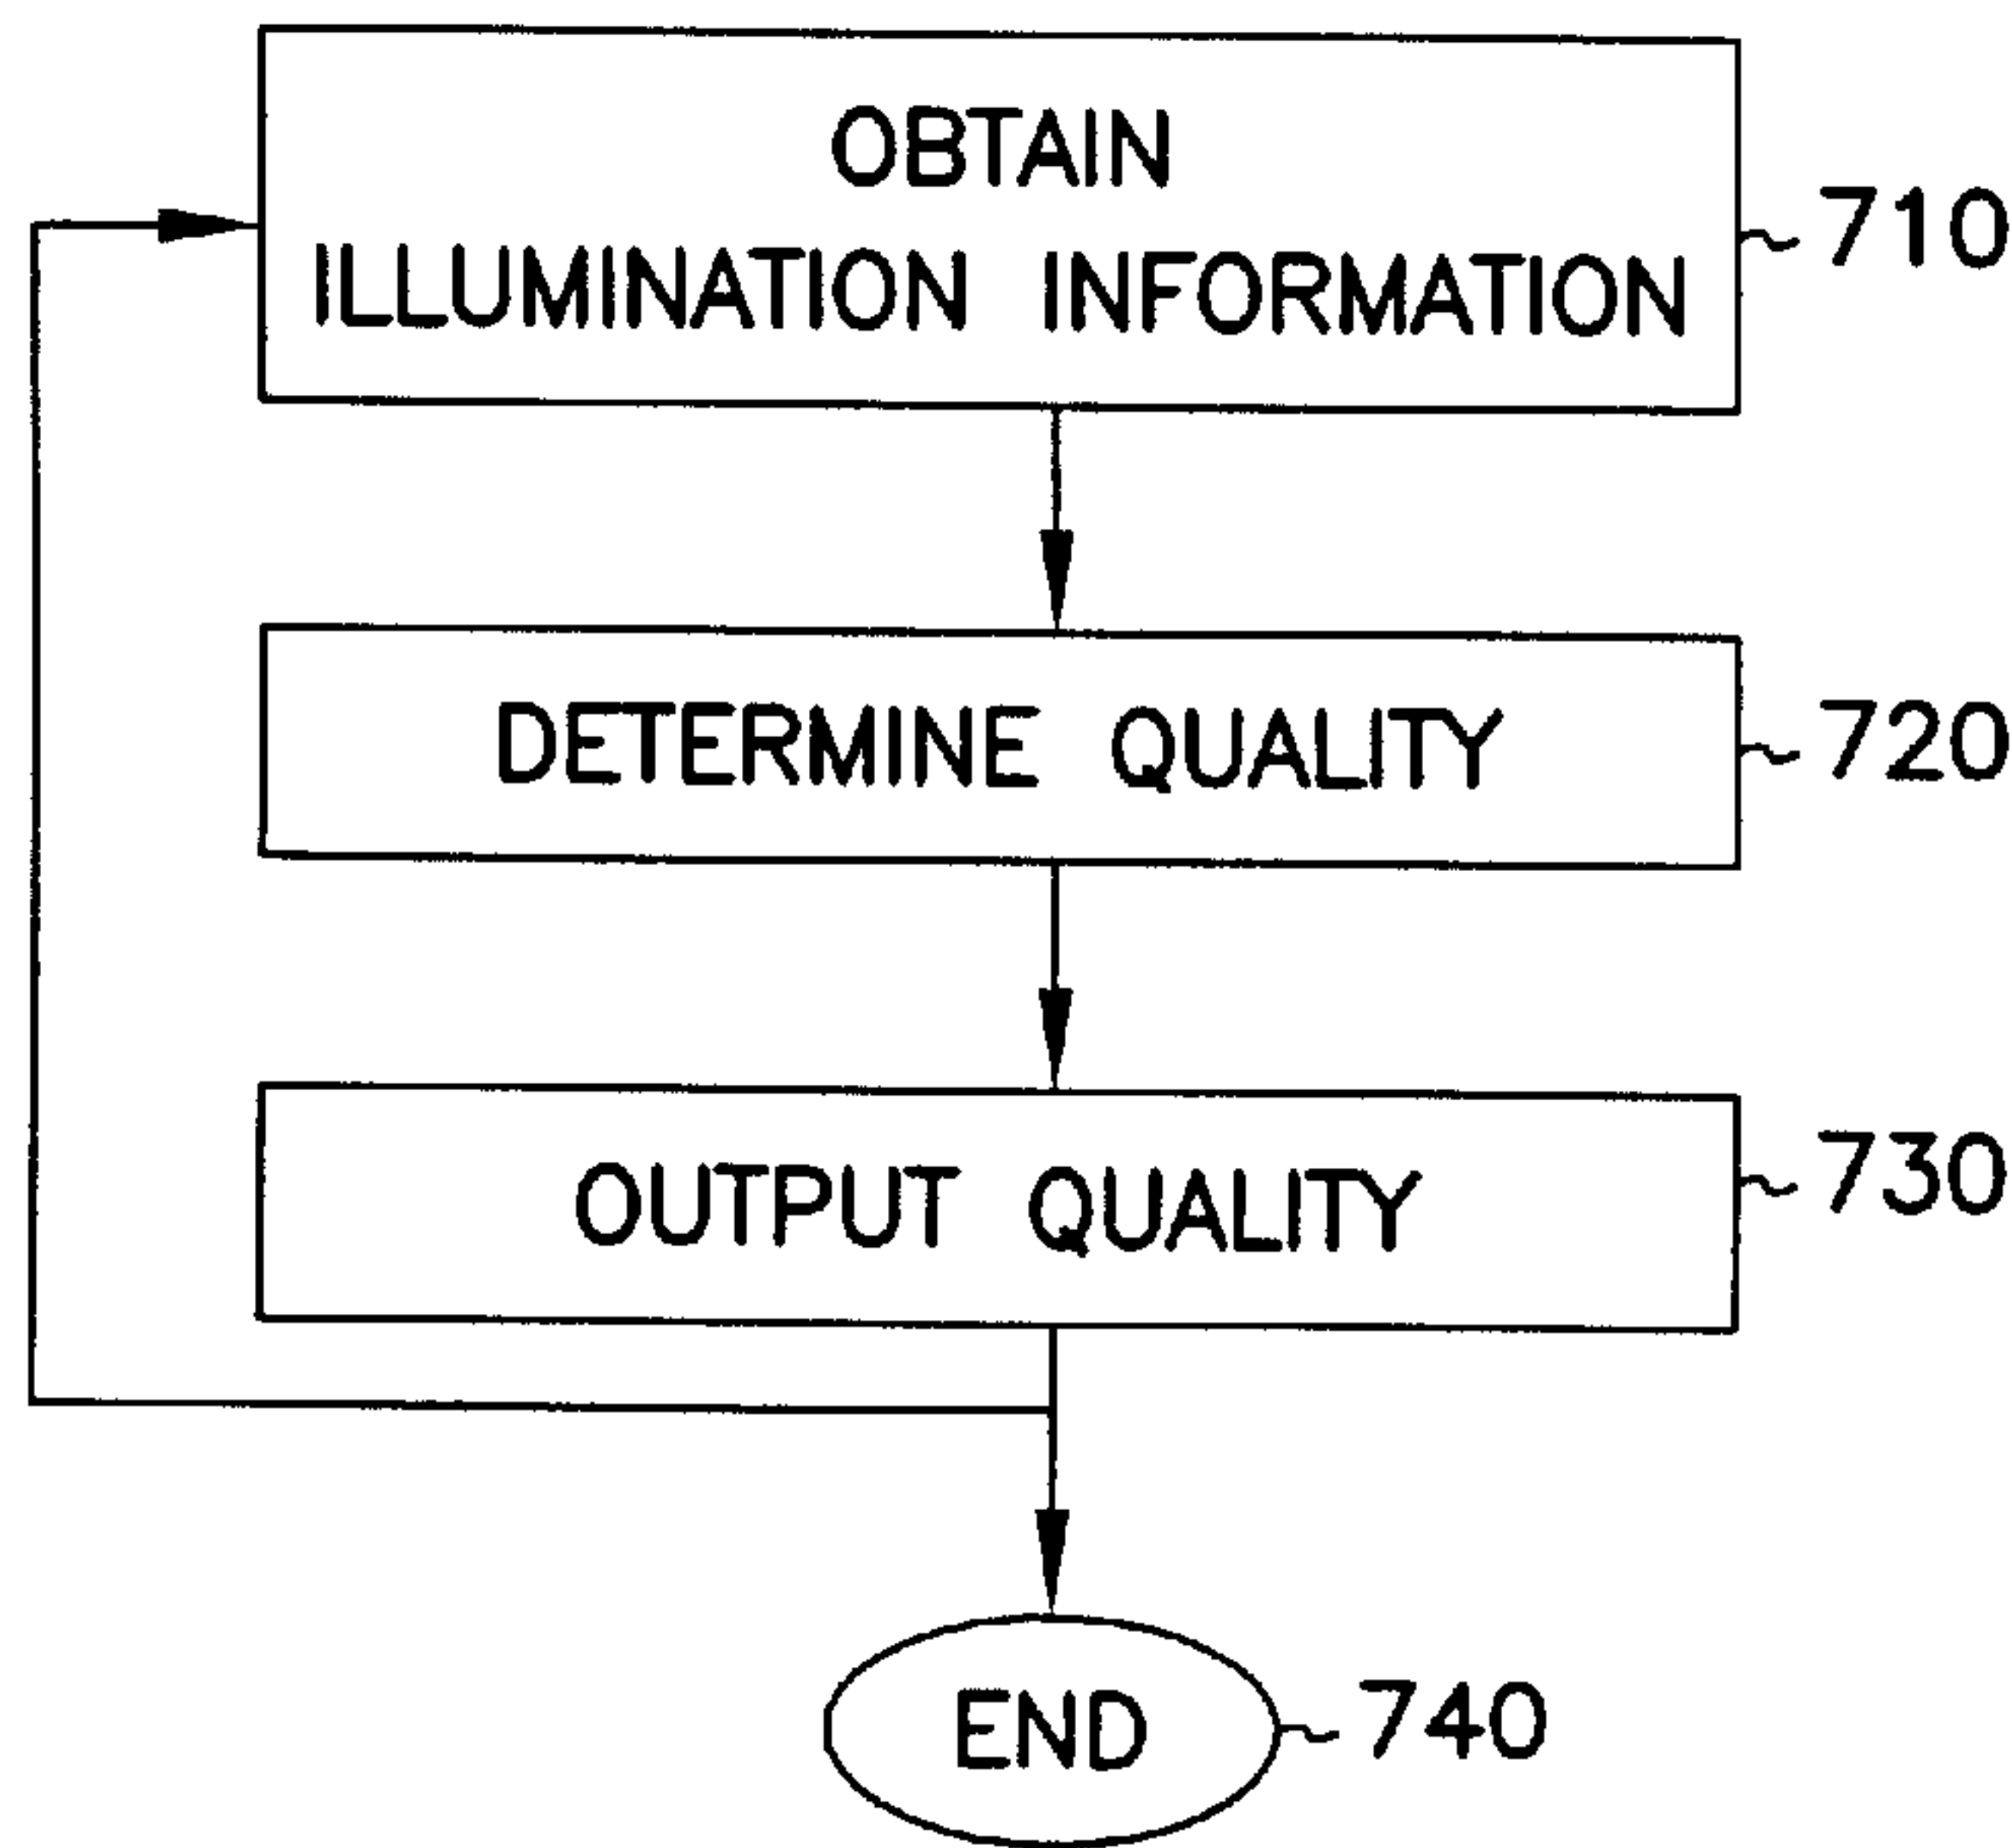 OBTAIN
ILLUMINATION INFORMATION
710
DETERMINE QUALITY
720
OUTPUT QUALITY
730
END
740